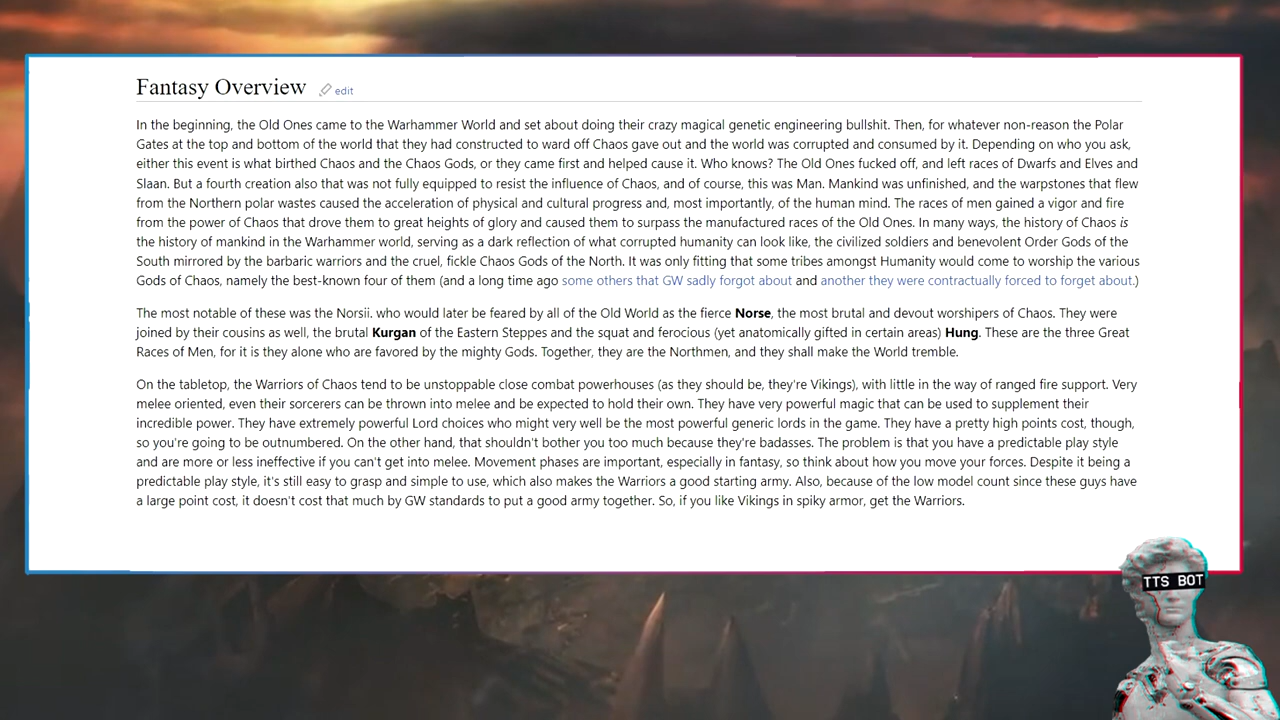 Fantasy Overview edit
In the beginning, the Old Ones came to the Warhammer World and set about doing their crazy magical genetic engineering bullshit. Then, for whatever non-reason the Polar
Gates at the top and bottom of the world that they had constructed to ward off Chaos gave out and the world was corrupted and consumed by it. Depending on who you ask,
either this event is what birthed Chaos and the Chaos Gods, or they came first and helped cause it. Who knows? The Old Ones fucked off, and left races of Dwarfs and Elves and
Slaan. But a fourth creation also that was not fully equipped to resist the influence of Chaos, and of course, this was Man. Mankind was unfinished, and the warpstones that flew
from the Northern polar wastes caused the acceleration of physical and cultural progress and, most importantly, of the human mind. The races of men gained a vigor and fire
from the power of Chaos that drove them to great heights of glory and caused them to surpass the manufactured races of the Old Ones. In many ways, the history of Chaos is
the history of mankind in the Warhammer world, serving as a dark reflection of what corrupted humanity can look like, the civilized soldiers and benevolent Order Gods of the
South mirrored by the barbaric warriors and the cruel, fickle Chaos Gods of the North. It was only fitting that some tribes amongst Humanity would come to worship the various
Gods of Chaos, namely the best-known four of them (and a long time ago some others that GW sadly forgot about and another they were contractually forced to forget about.)
The most notable of these was the Norsii. who would later be feared by all of the Old World as the fierce Norse, the most brutal and devout worshipers of Chaos. They were
joined by their cousins as well, the brutal Kurgan of the Eastern Steppes and the squat and ferocious (yet anatomically gifted in certain areas) Hung. These are the three Great
Races of Men, for it is they alone who are favored by the mighty Gods. Together, they are the Northmen, and they shall make the World tremble.
On the tabletop, the Warriors of Chaos tend to be unstoppable close combat powerhouses (as they should be, they're Vikings), with little in the way of ranged fire support. Very
melee oriented, even their sorcerers can be thrown into melee and be expected to hold their own. They have very powerful magic that can be used to supplement their
incredible power. They have extremely powerful Lord choices who might very well be the most powerful generic lords in the game. They have a pretty high points cost, though,
so you're going to be outnumbered. On the other hand, that shouldn't bother you too much because they're badasses. The problem is that you have a predictable play style
and are more or less ineffective if you can't get into melee. Movement phases are important, especially in fantasy, so think about how you move your forces. Despite it being a
predictable play style, it's still easy to grasp and simple to use, which also makes the Warriors a good starting army. Also, because of the low model count since these guys have
a large point cost, it doesn't cost that much by GW standards to put a good army together. So, if you like Vikings in spiky armor, get the Warriors.
TTS BOT